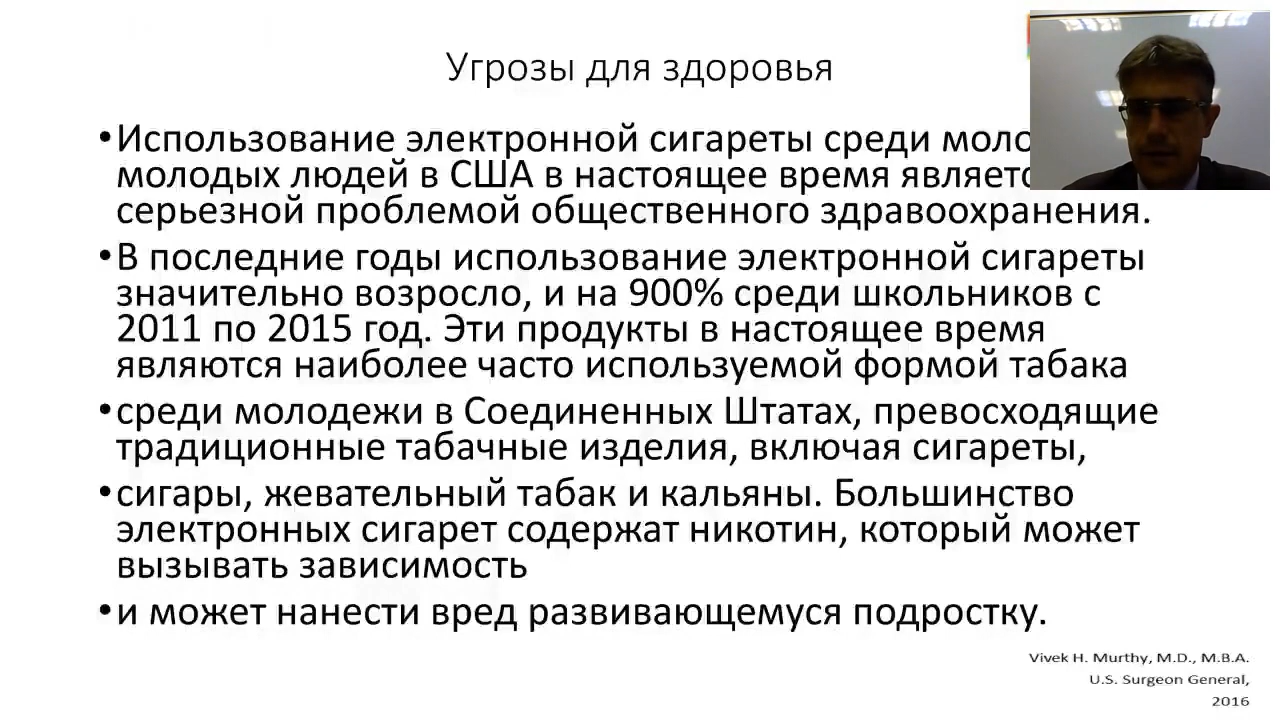 Угрозы для здоровья
•Использование электронной сигареты среди
молодых людей в США в настоящее время
серьезной проблемой общественного здравоохранения.
•В последние годы использование электронной сигареты
значительно возросло, и на 900% среди школьников с
2011 по 2015 год. Эти продукты в настоящее время
являются наиболее часто используемой формой табака
•среди молодежи в Соединенных Штатах, превосходящие
традиционные табачные изделия, включая сигареты,
•сигары, жевательный табак и кальяны. Большинство
электронных сигарет содержат никотин, который может
вызывать зависимость
•и может нанести вред развивающемуся подростку.
Vivek H. Murthy, M.D., M.B.A.
U.S. Surgeon General,
2016